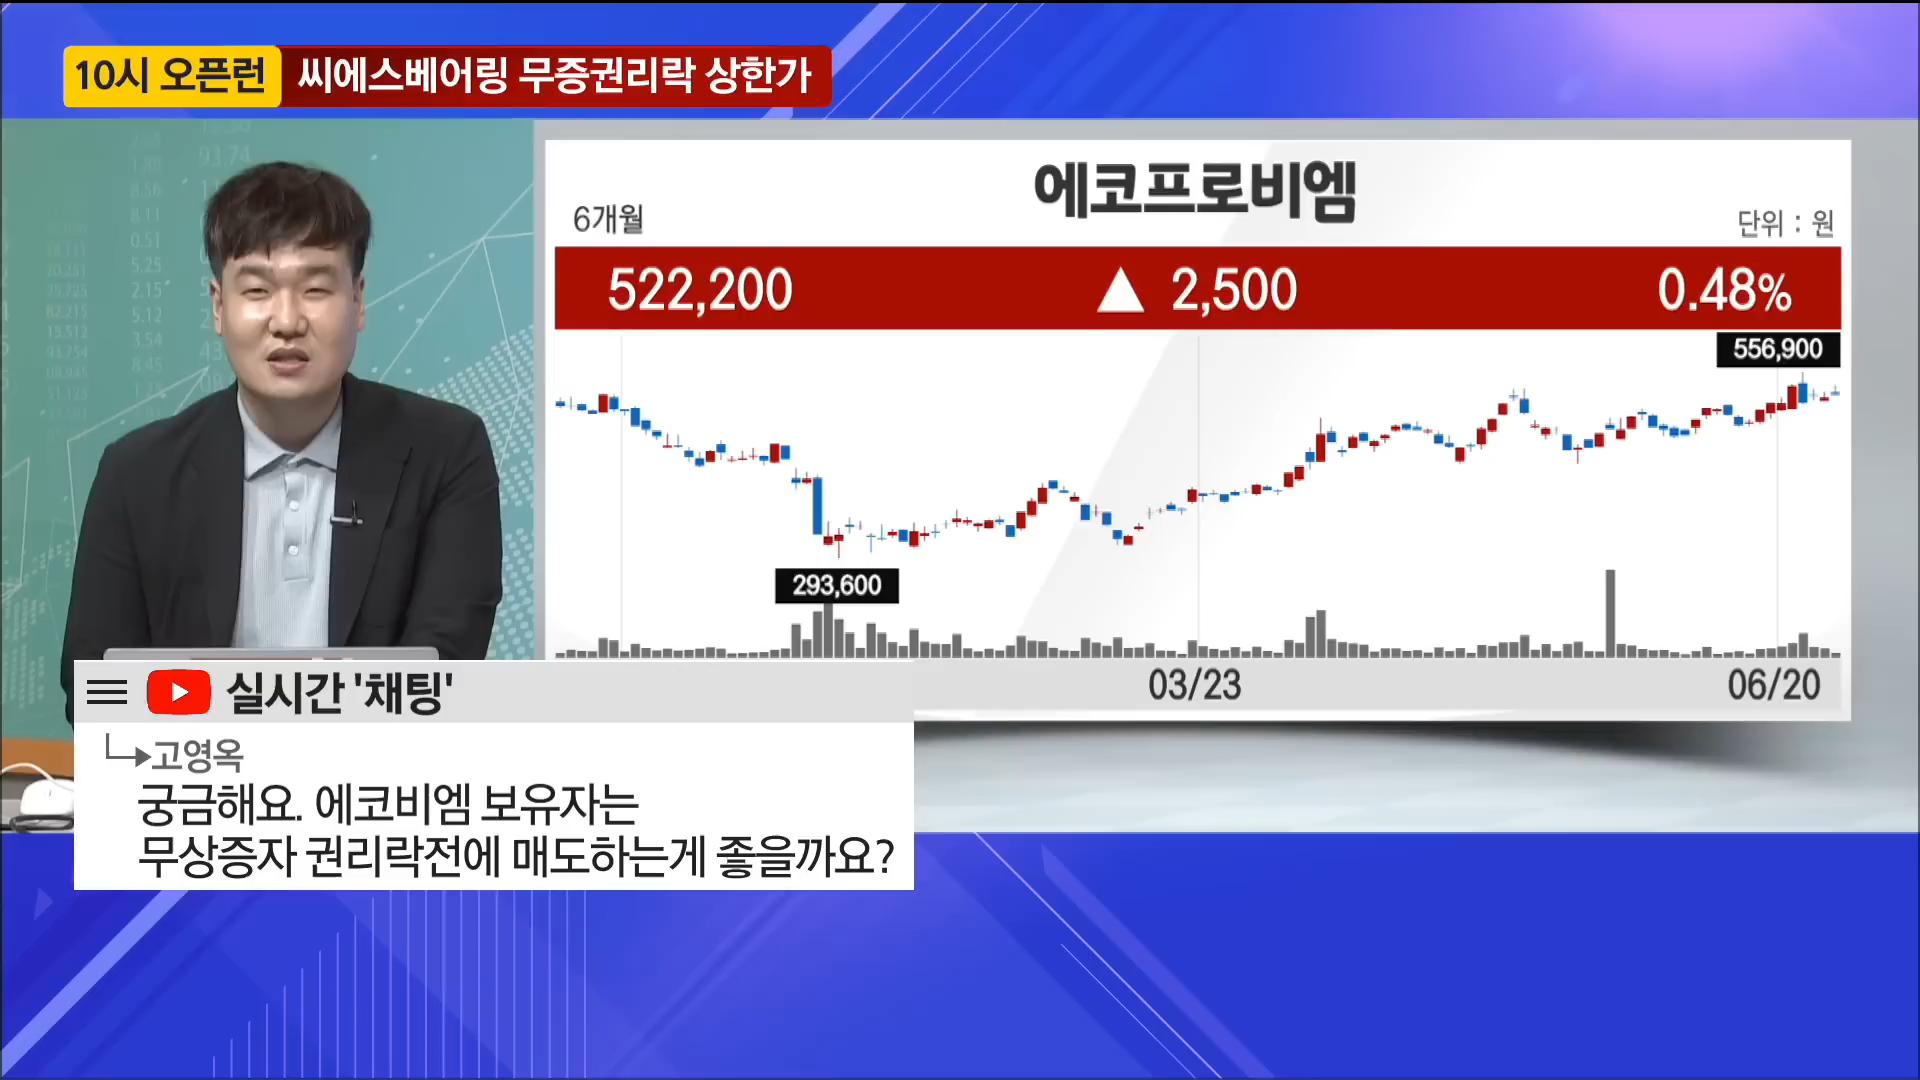 10시 오픈런 씨에스베어링 무증권리락 상한가
에코프로비엠
6개월
단위 : 원
522,200 ▲ 2,500 0.48%
556,900
293,600
03/23 06/20
실시간 '채팅'
고영옥
궁금해요. 에코비엠 보유자는
무상증자 권리락전에 매도하는게 좋을까요?